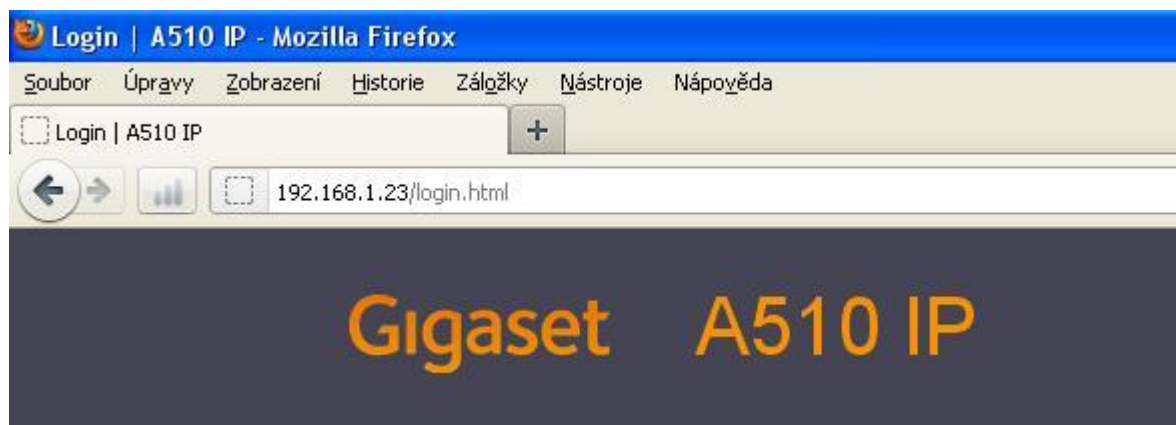 Login | A510 IP - Mozilla Firefox
Soubor Úpravy Zobrazení Historie Záložky Nástroje Nápověda
Login | A510 IP +
192.168.1.23/login.html
Gigaset A510 IP